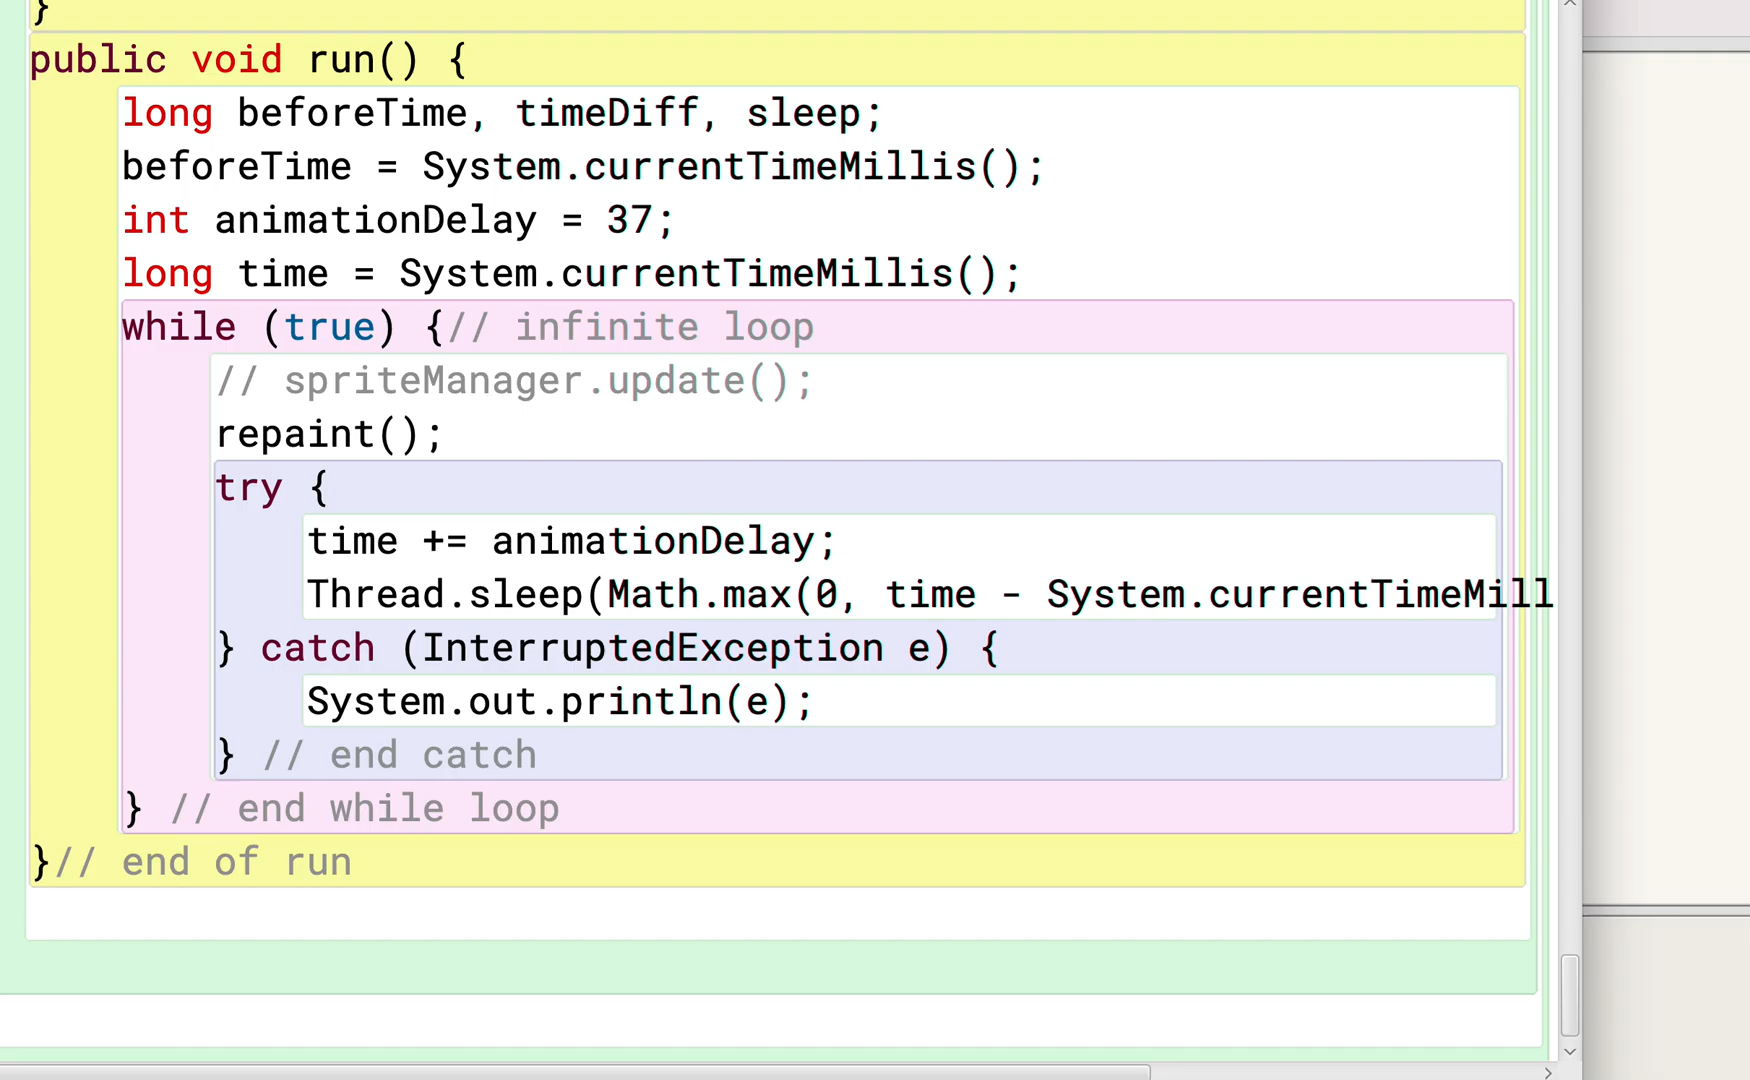 }
public void run() {
long beforeTime, timeDiff, sleep;
beforeTime = System.currentTimeMillis();
int animationDelay = 37;
long time = System.currentTimeMillis();
while (true) {// infinite loop
// spriteManager.update();
repaint();
try {
time += animationDelay;
Thread.sleep(Math.max(0, time - System.currentTimeMill
} catch (InterruptedException e) {
System.out.println(e);
} // end catch
} // end while loop
}// end of run